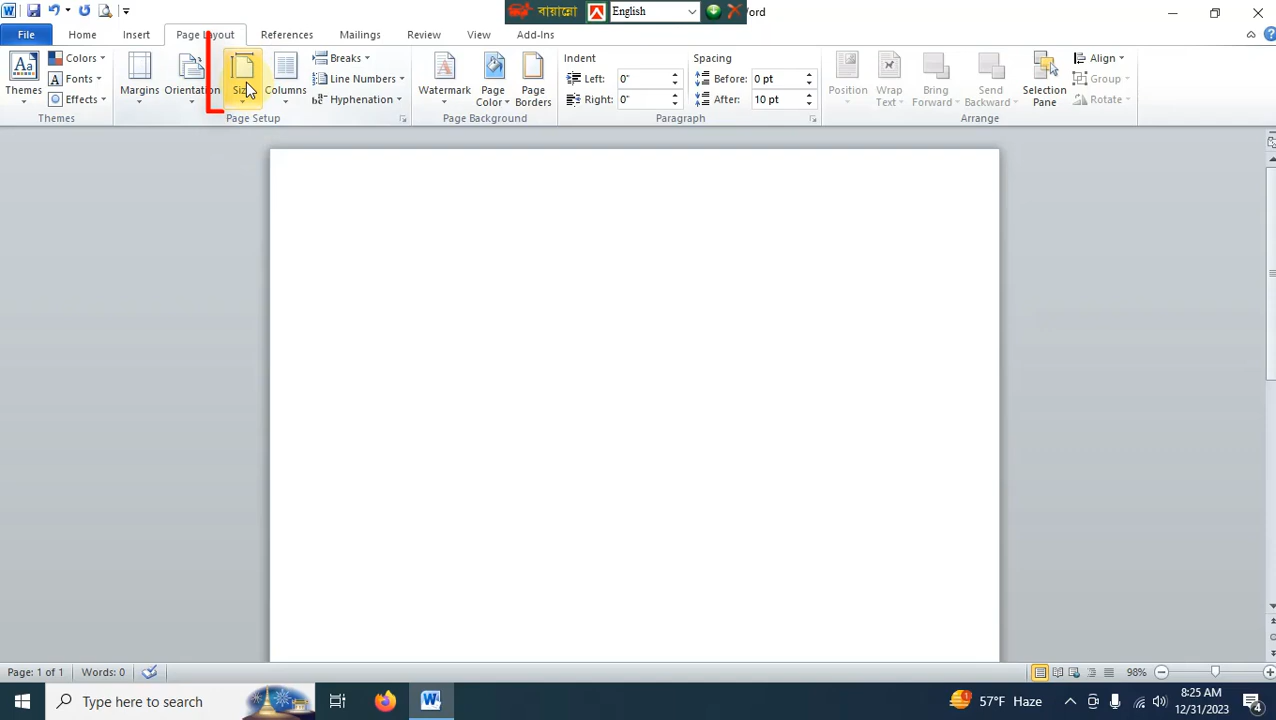 বায়ান্নো English Word
File Home Insert Page Layout References Mailings Review View Add-Ins
Themes Colors Fonts Effects
Margins Orientation Columns Breaks Line Numbers Hyphenation
Watermark Page Color Page Borders
Indent Left: 0" Right: 0"
Spacing Before: 0 pt After: 10 pt
Position Wrap Text Bring Forward Send Backward Selection Pane Align Group Rotate
Themes Page Setup Page Background Paragraph Arrange
Page: 1 of 1 Words: 0 98%
Type here to search 57°F Haze 8:25 AM
12/31/2023 4